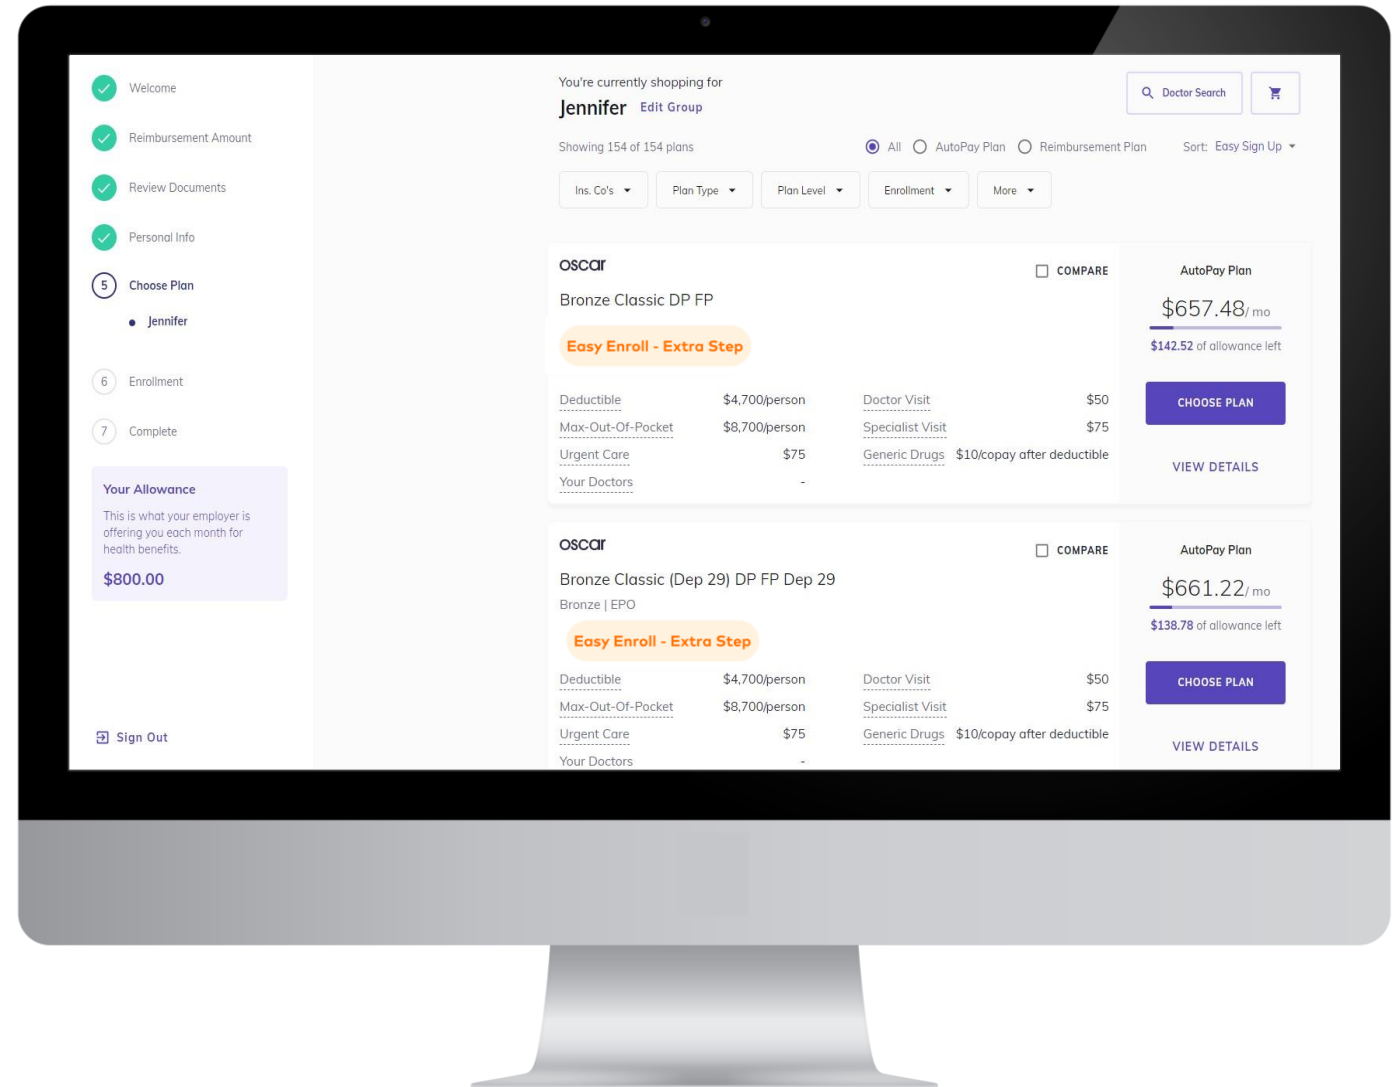 Welcome
Reimbursement Amount
Review Documents
Personal Info
5 Choose Plan
Jennifer
6 Enrollment
7 Complete
Your Allowance
This is what your employer is
offering you each month for
health benefits.
$800.00
Sign Out
You're currently shopping for
Jennifer Edit Group
Doctor Search
Showing 154 of 154 plans
All AutoPay Plan Reimbursement Plan Sort: Easy Sign Up
Ins. Co's Plan Type Plan Level Enrollment More
oscar
COMPARE
Bronze Classic DP FP
Easy Enroll - Extra Step
Deductible $4,700/person Doctor Visit $50
Max-Out-Of-Pocket $8,700/person Specialist Visit $75
Urgent Care $75 Generic Drugs $10/copay after deductible
Your Doctors -
AutoPay Plan
$657.48/ mo
$142.52 of allowance left
CHOOSE PLAN
VIEW DETAILS
oscar
COMPARE
Bronze Classic (Dep 29) DP FP Dep 29
Bronze | EPO
Easy Enroll - Extra Step
Deductible $4,700/person Doctor Visit $50
Max-Out-Of-Pocket $8,700/person Specialist Visit $75
Urgent Care $75 Generic Drugs $10/copay after deductible
Your Doctors -
AutoPay Plan
$661.22/ mo
$138.78 of allowance left
CHOOSE PLAN
VIEW DETAILS